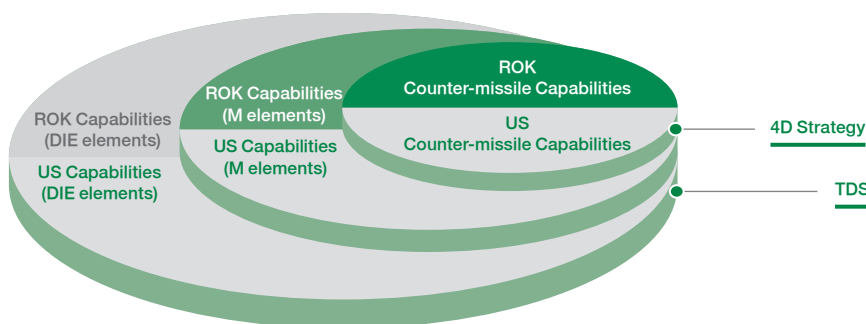 ROK
Counter-missile Capabilities
ROK Capabilities
(M elements)
ROK Capabilities
(DIE elements)
US
Counter-missile Capabilities
US Capabilities
(M elements)
US Capabilities
(DIE elements)
4D Strategy
TDS